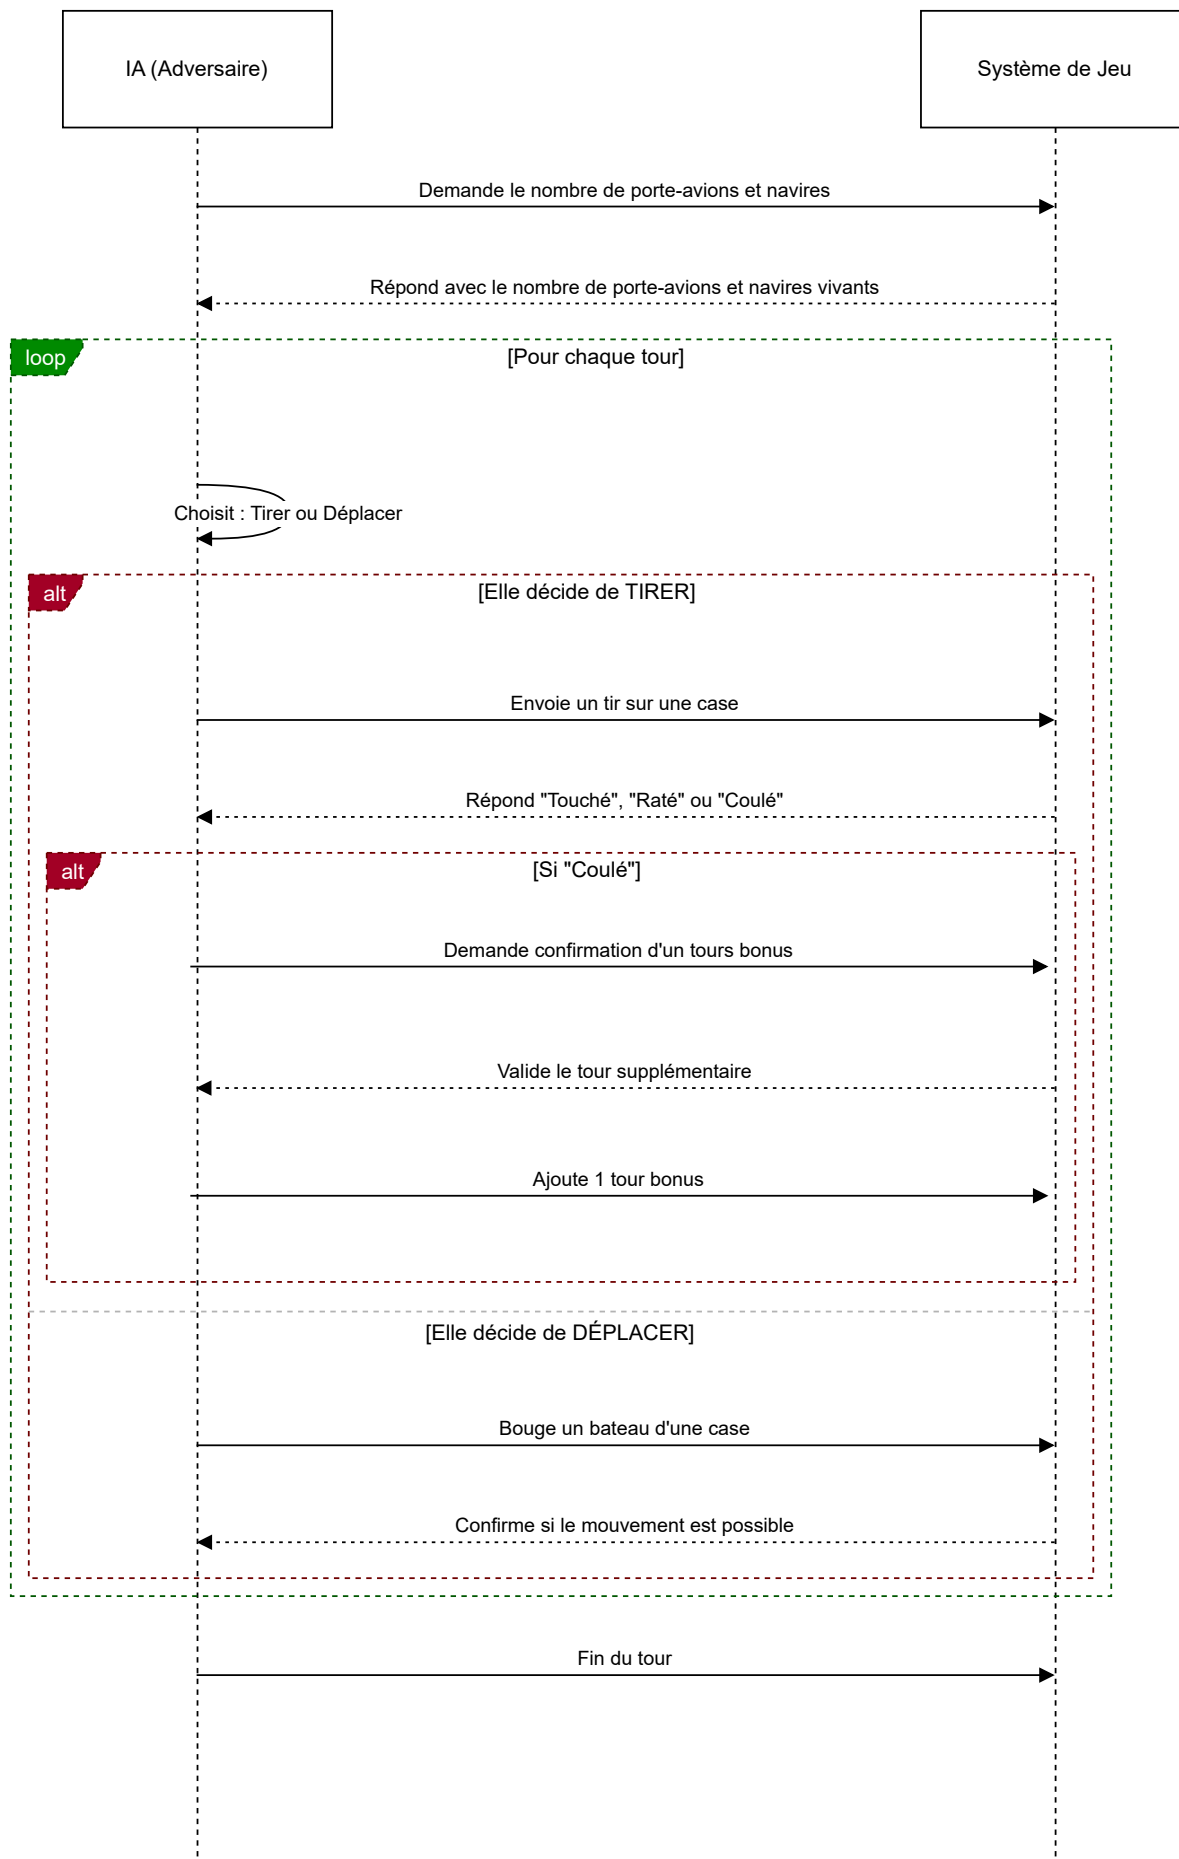 IA (Adversaire)
Système de Jeu
Demande le nombre de porte-avions et navires
Répond avec le nombre de porte-avions et navires vivants
loop
[Pour chaque tour]
Choisit : Tirer ou Déplacer
alt
[Elle décide de TIRER]
Envoie un tir sur une case
Répond "Touché", "Raté" ou "Coulé"
alt
[Si "Coulé"]
Demande confirmation d'un tours bonus
Valide le tour supplémentaire
Ajoute 1 tour bonus
[Elle décide de DÉPLACER]
Bouge un bateau d'une case
Confirme si le mouvement est possible
Fin du tour